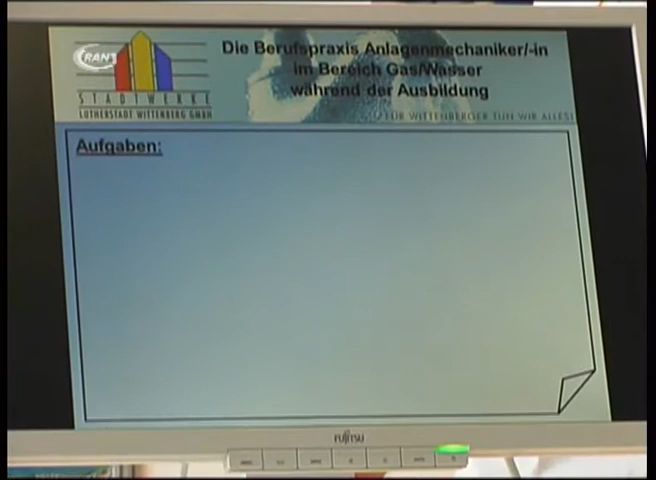 RAN1
Die Berufspraxis Anlagenmechaniker/-in
im Bereich Gas/Wasser
während der Ausbildung
STADTWERKE
LUTHERSTADT WITTENBERG GMBH
FÜR WITTENBERGER TUN WIR ALLES!
Aufgaben:
FUJITSU